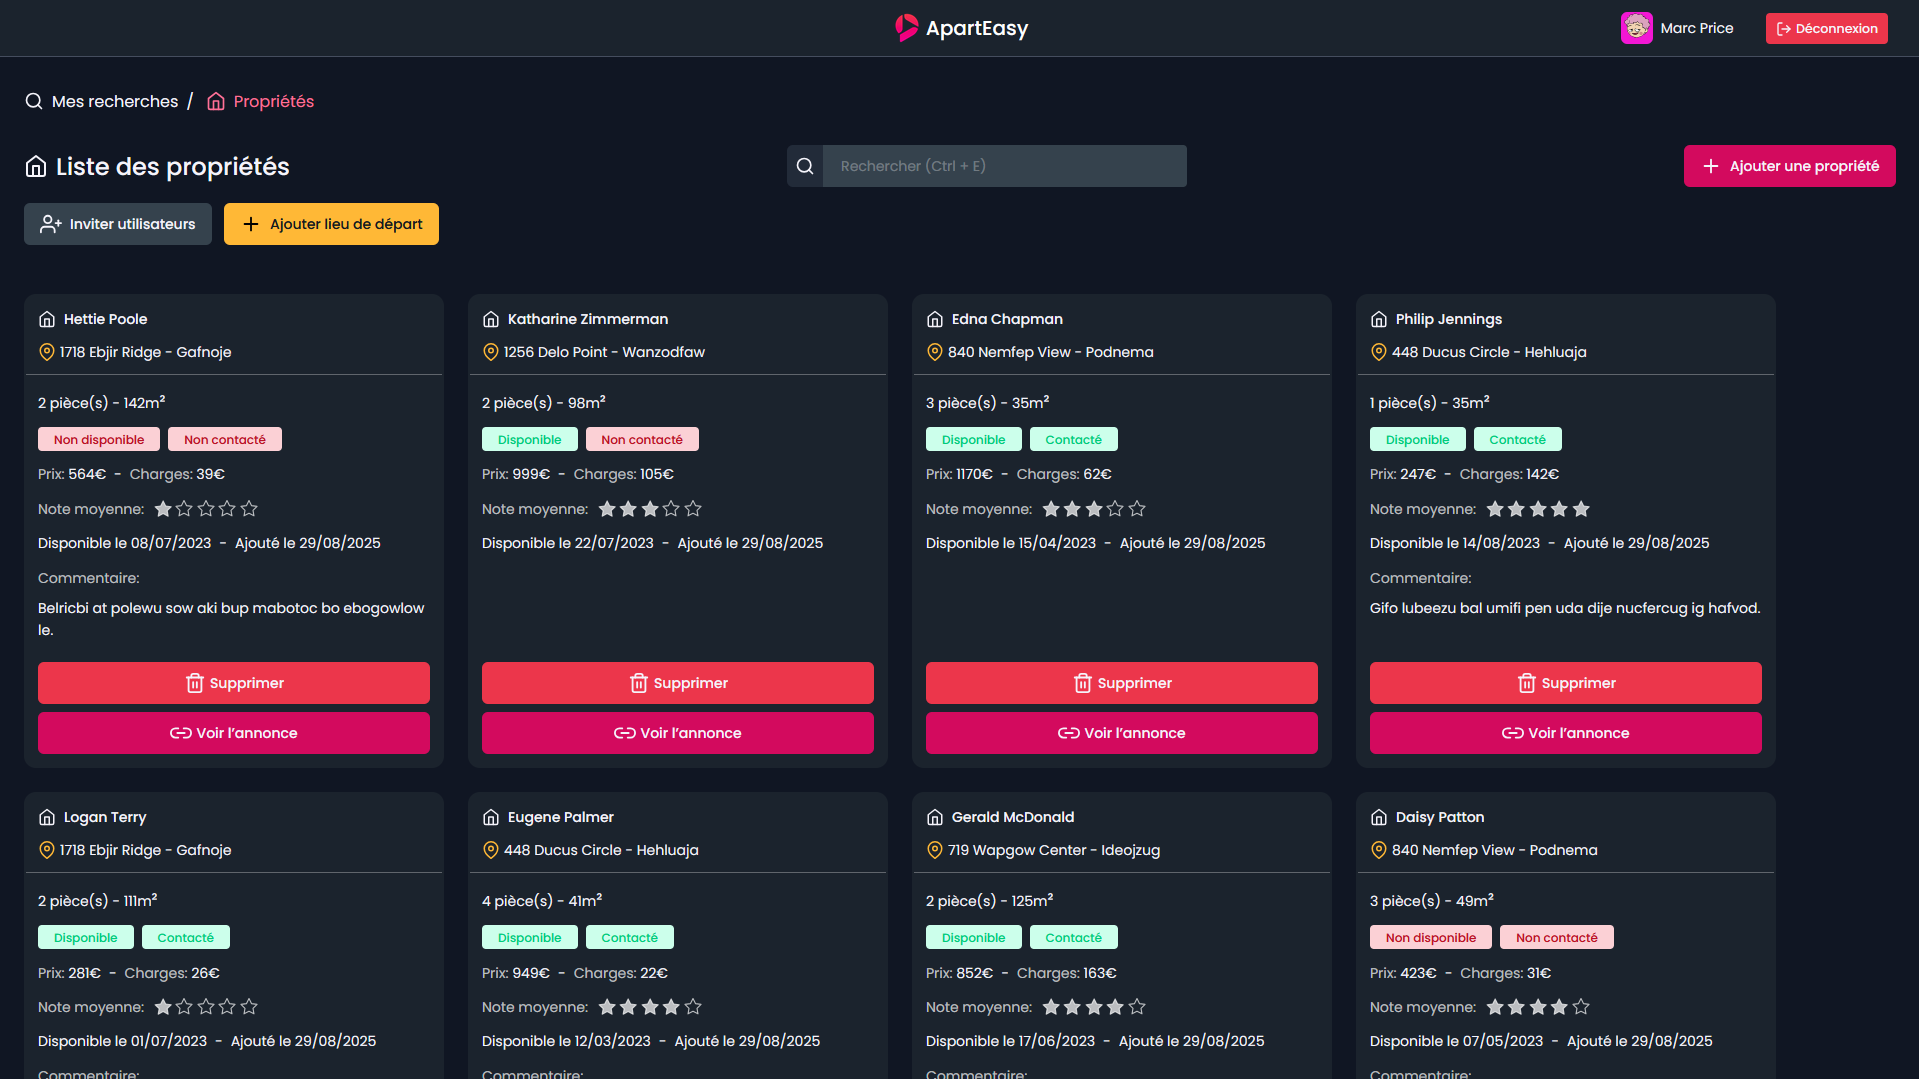 ApartEasy
Marc Price
Déconnexion
Mes recherches / Propriétés
Liste des propriétés
Rechercher (Ctrl + E)
Ajouter une propriété
Inviter utilisateurs
Ajouter lieu de départ
Hettie Poole
1718 Ebjir Ridge - Gafnoje
2 pièce(s) - 142m²
Non disponible Non contacté
Prix: 564€ - Charges: 39€
Note moyenne:
Disponible le 08/07/2023 - Ajouté le 29/08/2025
Commentaire:
Belricbi at polewu sow aki bup mabotoc bo ebogowlow
le.
Supprimer
Voir l’annonce
Katharine Zimmerman
1256 Delo Point - Wanzodfaw
2 pièce(s) - 98m²
Disponible Non contacté
Prix: 999€ - Charges: 105€
Note moyenne:
Disponible le 22/07/2023 - Ajouté le 29/08/2025
Supprimer
Voir l’annonce
Edna Chapman
840 Nemfep View - Podnema
3 pièce(s) - 35m²
Disponible Contacté
Prix: 1170€ - Charges: 62€
Note moyenne:
Disponible le 15/04/2023 - Ajouté le 29/08/2025
Supprimer
Voir l’annonce
Philip Jennings
448 Ducus Circle - Hehluaja
1 pièce(s) - 35m²
Disponible Contacté
Prix: 247€ - Charges: 142€
Note moyenne:
Disponible le 14/08/2023 - Ajouté le 29/08/2025
Commentaire:
Gifo lubeezu bal umifi pen uda dije nucfercug ig hafvod.
Supprimer
Voir l’annonce
Logan Terry
1718 Ebjir Ridge - Gafnoje
2 pièce(s) - 111m²
Disponible Contacté
Prix: 281€ - Charges: 26€
Note moyenne:
Disponible le 01/07/2023 - Ajouté le 29/08/2025
Commentaire:
Eugene Palmer
448 Ducus Circle - Hehluaja
4 pièce(s) - 41m²
Disponible Contacté
Prix: 949€ - Charges: 22€
Note moyenne:
Disponible le 12/03/2023 - Ajouté le 29/08/2025
Commentaire:
Gerald McDonald
719 Wapgow Center - Ideojzug
2 pièce(s) - 125m²
Disponible Contacté
Prix: 852€ - Charges: 163€
Note moyenne:
Disponible le 17/06/2023 - Ajouté le 29/08/2025
Commentaire:
Daisy Patton
840 Nemfep View - Podnema
3 pièce(s) - 49m²
Non disponible Non contacté
Prix: 423€ - Charges: 31€
Note moyenne:
Disponible le 07/05/2023 - Ajouté le 29/08/2025
Commentaire: